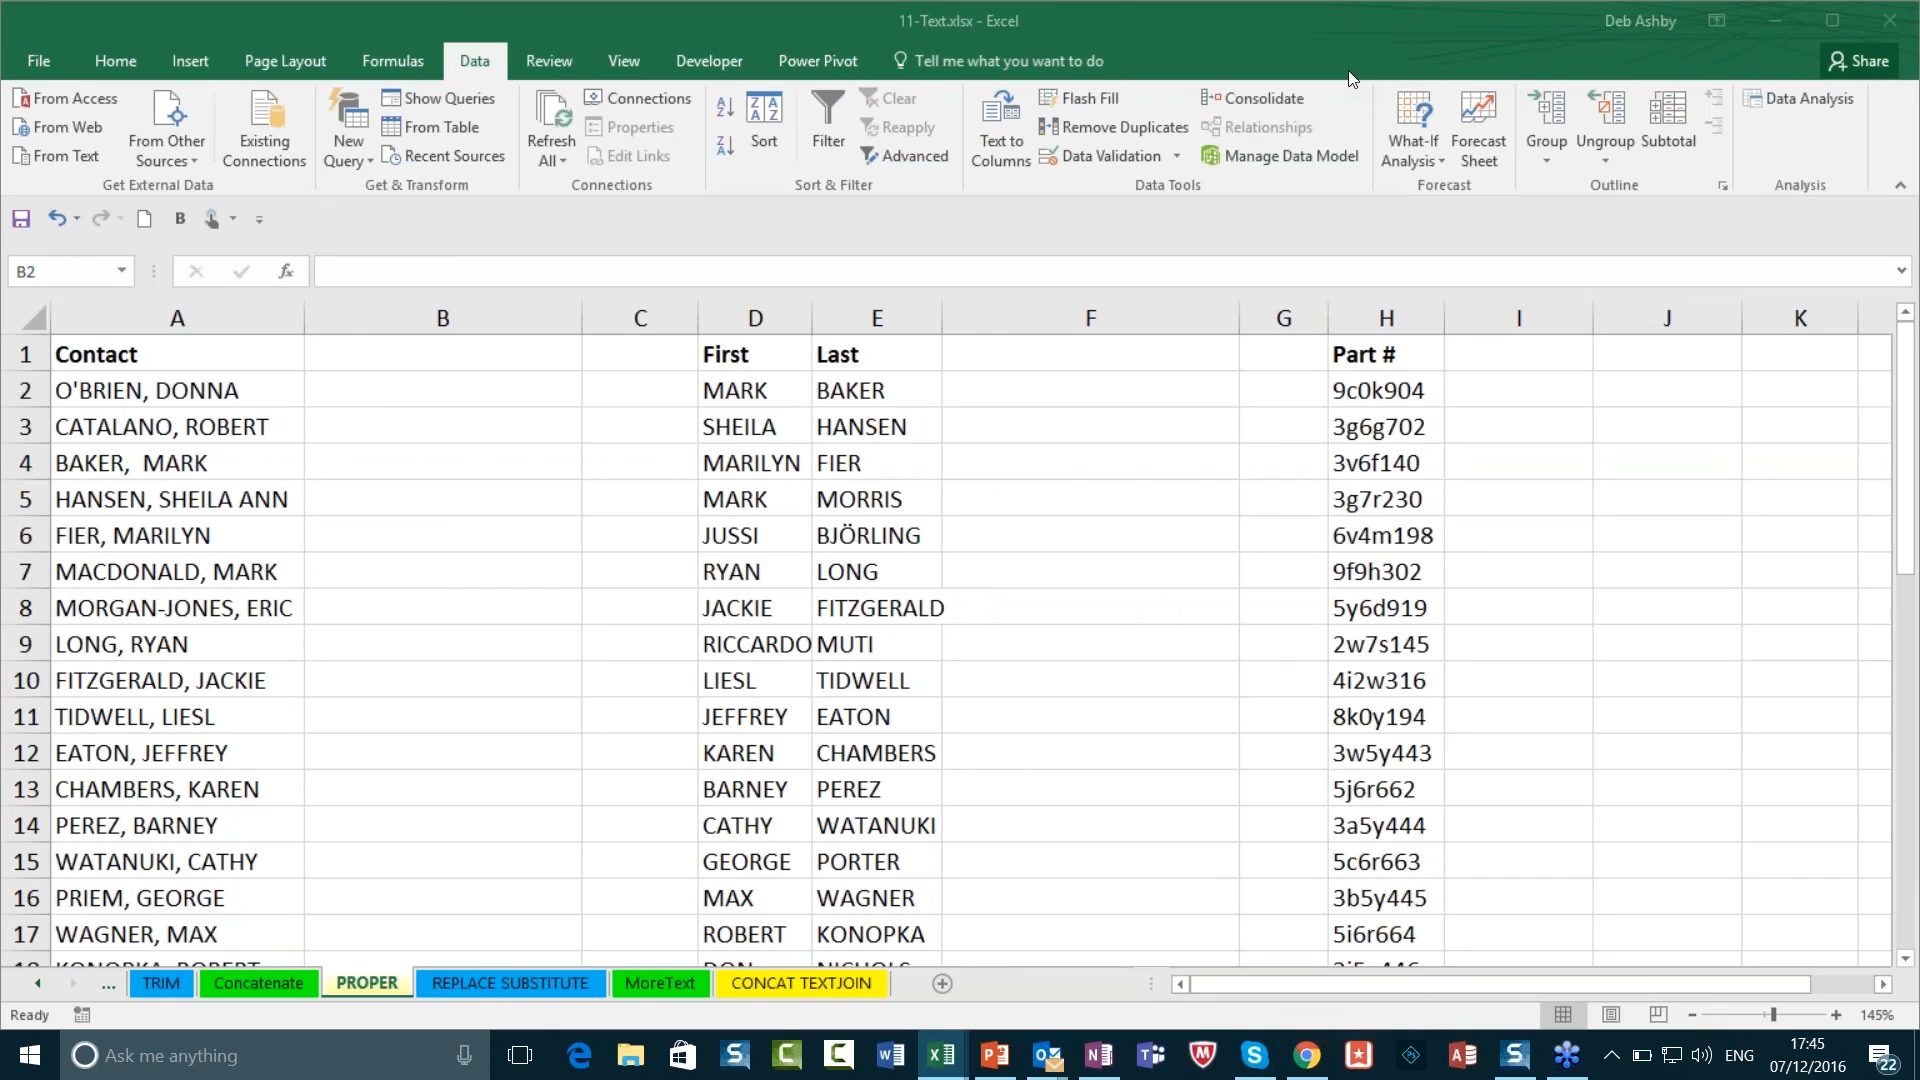 11-Text.xlsx - Excel
Deb Ashby
File Home Insert Page Layout Formulas Data Review View Developer Power Pivot Tell me what you want to do Share
From Access
From Web
From Text
From Other Sources
Existing Connections
Get External Data
New Query
Show Queries
From Table
Recent Sources
Get & Transform
Refresh All
Connections
Properties
Edit Links
Connections
Sort
Filter
Clear
Reapply
Advanced
Sort & Filter
Text to Columns
Flash Fill
Remove Duplicates
Data Validation
Consolidate
Relationships
Manage Data Model
Data Tools
What-If Analysis
Forecast Sheet
Forecast
Group
Ungroup
Subtotal
Outline
Data Analysis
Analysis
B
B2 fx
A B C D E F G H I J K
1 Contact First Last Part #
2 O'BRIEN, DONNA MARK BAKER 9c0k904
3 CATALANO, ROBERT SHEILA HANSEN 3g6g702
4 BAKER,  MARK MARILYN FIER 3v6f140
5 HANSEN, SHEILA ANN MARK MORRIS 3g7r230
6 FIER, MARILYN JUSSI BJÖRLING 6v4m198
7 MACDONALD, MARK RYAN LONG 9f9h302
8 MORGAN-JONES, ERIC JACKIE FITZGERALD 5y6d919
9 LONG, RYAN RICCARDO MUTI 2w7s145
10 FITZGERALD, JACKIE LIESL TIDWELL 4i2w316
11 TIDWELL, LIESL JEFFREY EATON 8k0y194
12 EATON, JEFFREY KAREN CHAMBERS 3w5y443
13 CHAMBERS, KAREN BARNEY PEREZ 5j6r662
14 PEREZ, BARNEY CATHY WATANUKI 3a5y444
15 WATANUKI, CATHY GEORGE PORTER 5c6r663
16 PRIEM, GEORGE MAX WAGNER 3b5y445
17 WAGNER, MAX ROBERT KONOPKA 5i6r664
... TRIM Concatenate PROPER REPLACE SUBSTITUTE MoreText CONCAT TEXTJOIN
Ready 145%
Ask me anything
ENG
17:45
07/12/2016
22